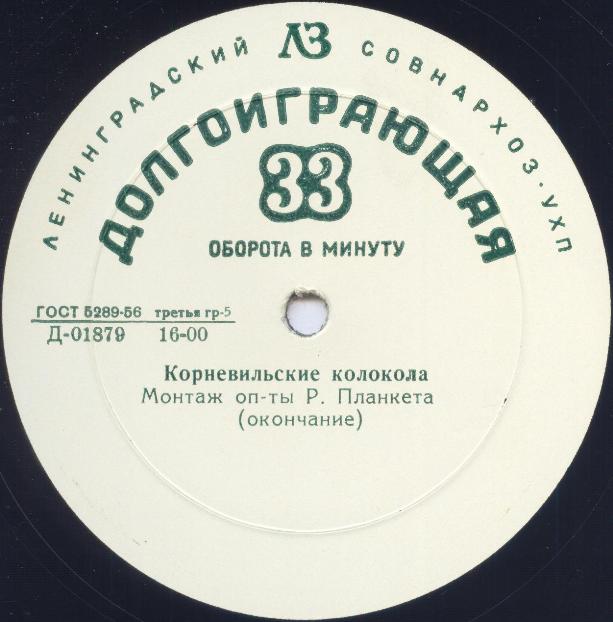 ЛЕНИНГРАДСКИЙ ЛЗ СОВНАРХОЗ·УХП
ДОЛГОИГРАЮЩАЯ
33
ОБОРОТА В МИНУТУ
ГОСТ 5289-56 третья гр-5
Д-01879 16-00
Корневильские колокола
Монтаж оп-ты Р. Планкета
(окончание)